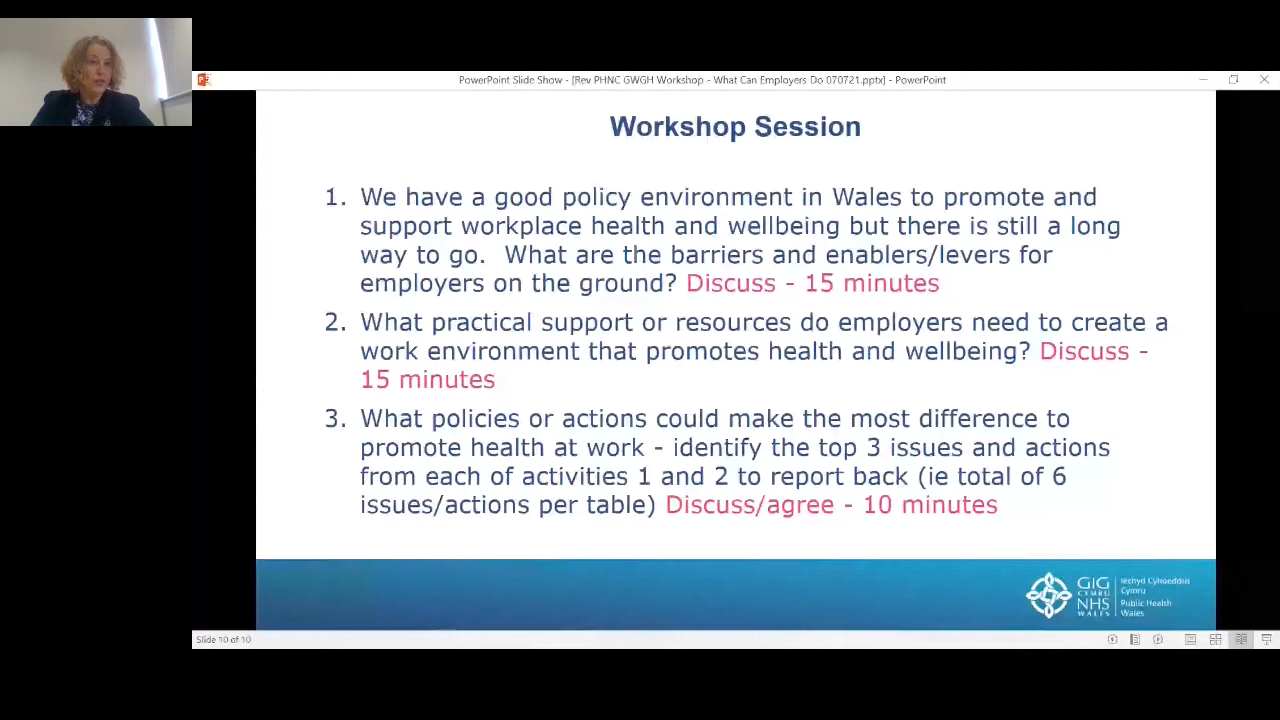 PowerPoint Slide Show - [Rev PHNC GWGH Workshop - What Can Employers Do 070721.pptx] - PowerPoint
Workshop Session
1. We have a good policy environment in Wales to promote and
support workplace health and wellbeing but there is still a long
way to go. What are the barriers and enablers/levers for
employers on the ground? Discuss - 15 minutes
2. What practical support or resources do employers need to create a
work environment that promotes health and wellbeing? Discuss -
15 minutes
3. What policies or actions could make the most difference to
promote health at work - identify the top 3 issues and actions
from each of activities 1 and 2 to report back (ie total of 6
issues/actions per table) Discuss/agree - 10 minutes
GIG
CYMRU
NHS
WALES
Iechyd Cyhoeddus
Cymru
Public Health
Wales
Slide 10 of 10